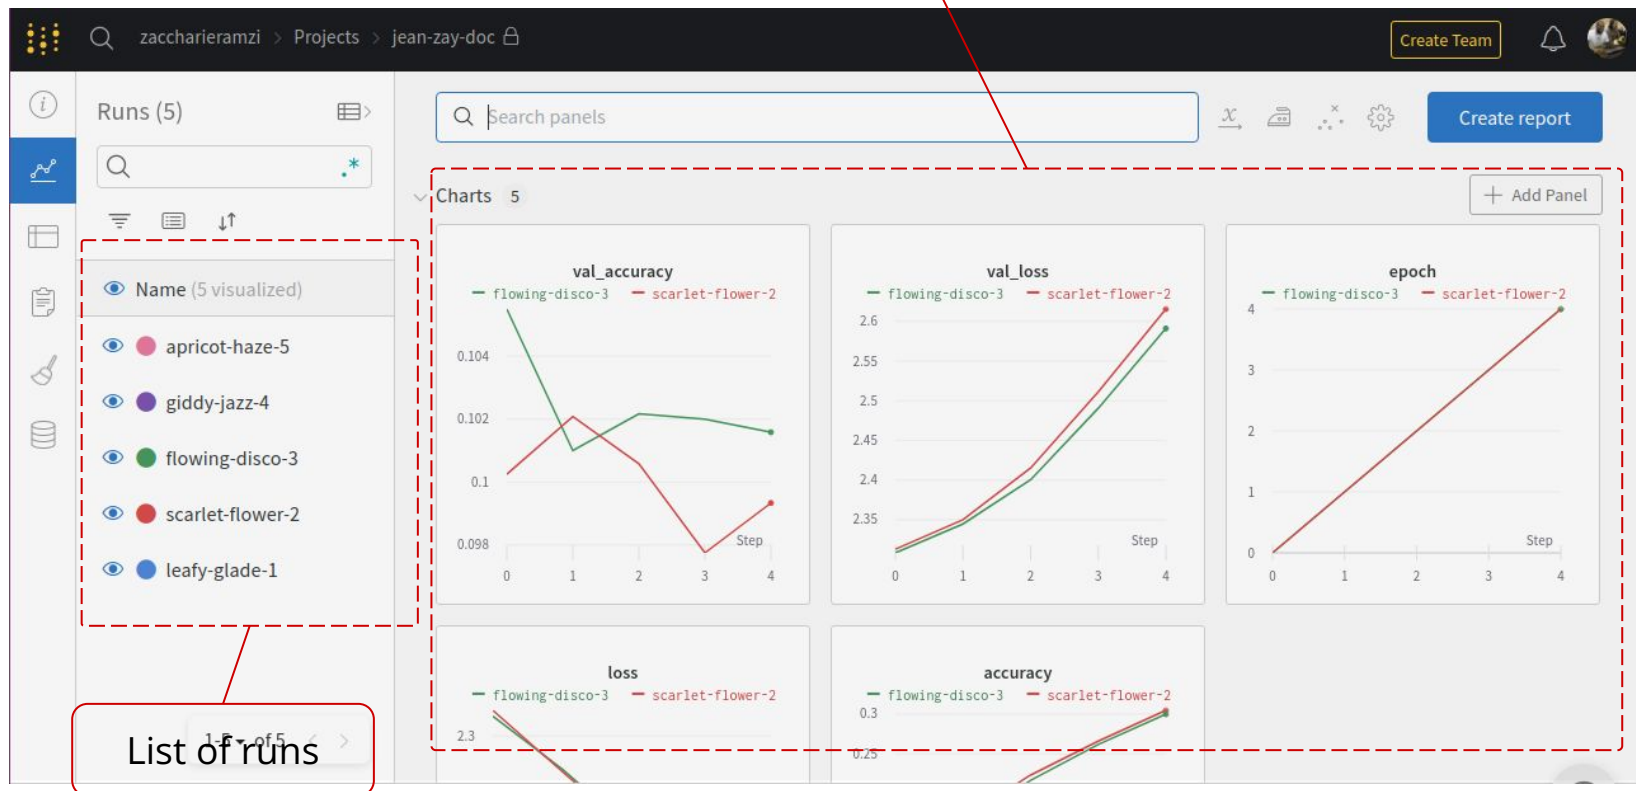 zaccharieramzi > Projects > jean-zay-doc
Create Team
Runs (5)
Search panels
Create report
.*
Charts 5
+ Add Panel
Name (5 visualized)
apricot-haze-5
giddy-jazz-4
flowing-disco-3
scarlet-flower-2
leafy-glade-1
1-5 of 5 < >
List of runs
val_accuracy
flowing-disco-3 scarlet-flower-2
0.104
0.102
0.1
0.098
Step
0 1 2 3 4
val_loss
flowing-disco-3 scarlet-flower-2
2.6
2.55
2.5
2.45
2.4
2.35
Step
0 1 2 3 4
epoch
flowing-disco-3 scarlet-flower-2
4
3
2
1
0
Step
0 1 2 3 4
loss
flowing-disco-3 scarlet-flower-2
2.3
accuracy
flowing-disco-3 scarlet-flower-2
0.3
0.25